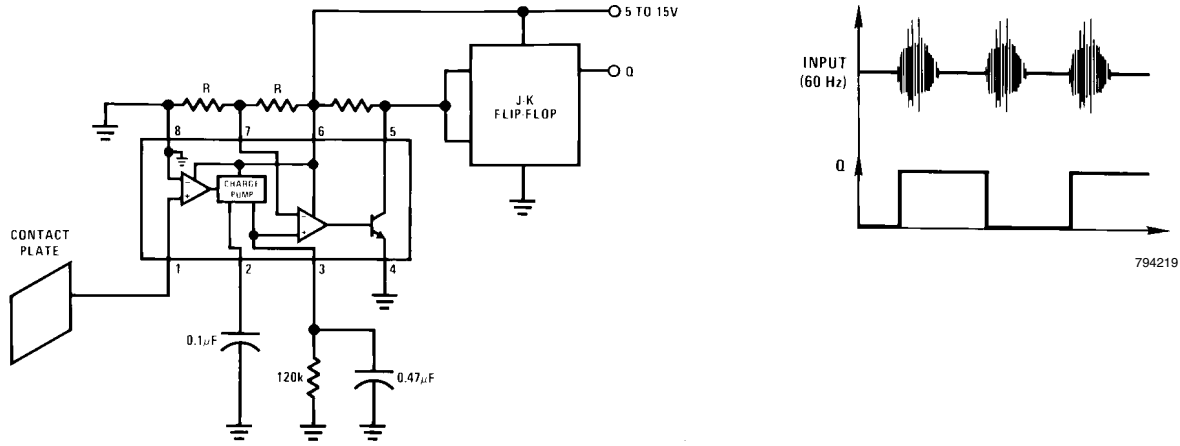 5 TO 15V
Q
R
R
J-K
FLIP-FLOP
8
7
6
5
CHARGE
PUMP
−
+
−
+
CONTACT
PLATE
1
2
3
4
0.1μF
120k
0.47μF
INPUT
(60 Hz)
Q
794219